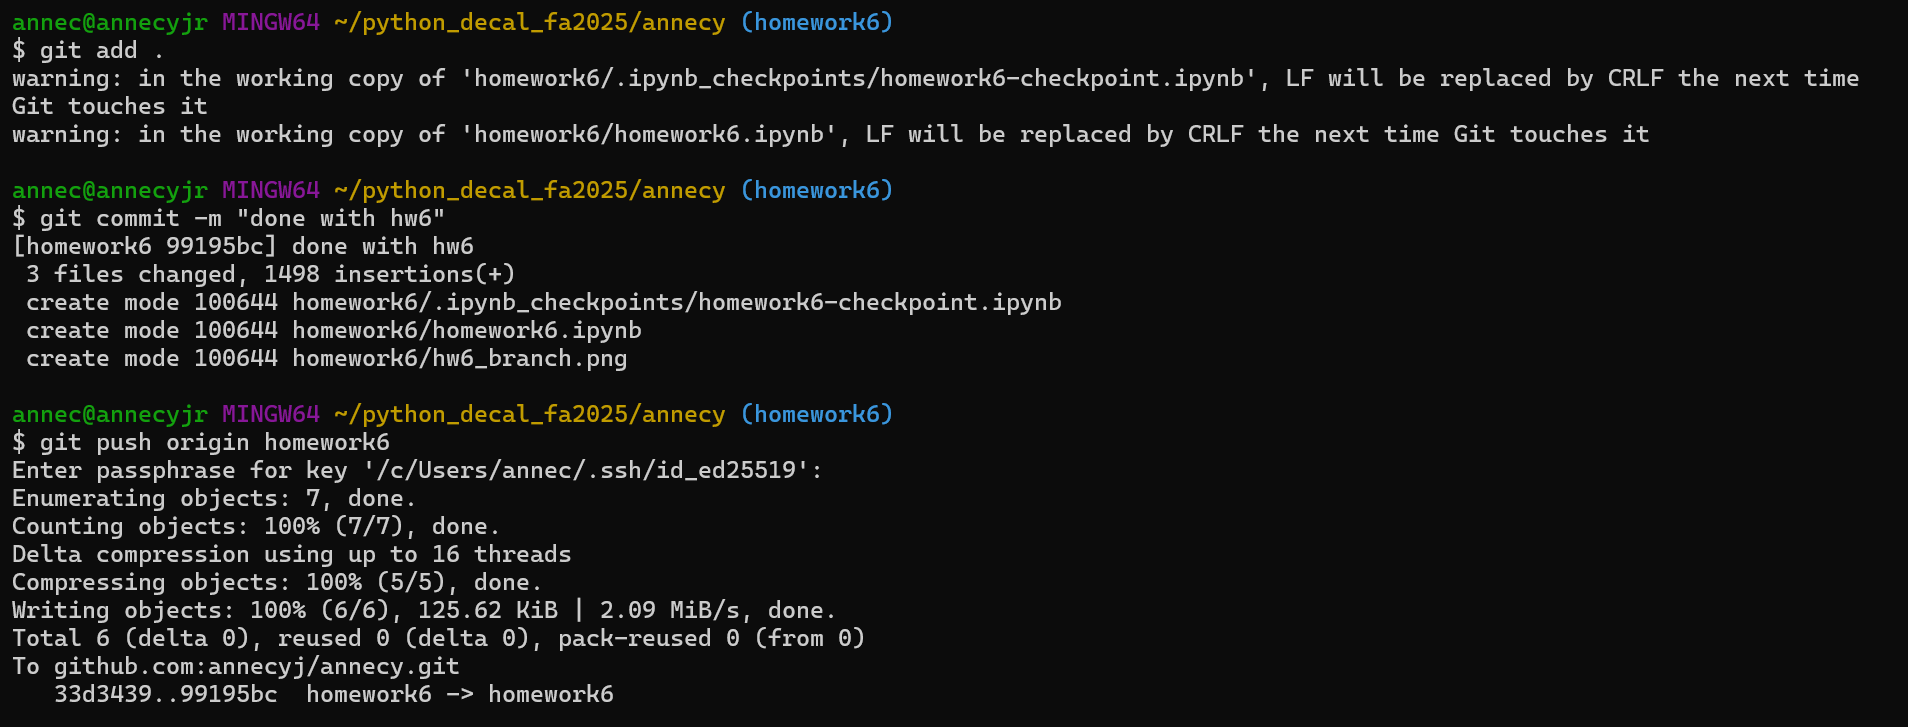 annec@annecyjr MINGW64 ~/python_decal_fa2025/annecy (homework6)
$ git add .
warning: in the working copy of 'homework6/.ipynb_checkpoints/homework6-checkpoint.ipynb', LF will be replaced by CRLF the next time
Git touches it
warning: in the working copy of 'homework6/homework6.ipynb', LF will be replaced by CRLF the next time Git touches it
annec@annecyjr MINGW64 ~/python_decal_fa2025/annecy (homework6)
$ git commit -m "done with hw6"
[homework6 99195bc] done with hw6
 3 files changed, 1498 insertions(+)
 create mode 100644 homework6/.ipynb_checkpoints/homework6-checkpoint.ipynb
 create mode 100644 homework6/homework6.ipynb
 create mode 100644 homework6/hw6_branch.png
annec@annecyjr MINGW64 ~/python_decal_fa2025/annecy (homework6)
$ git push origin homework6
Enter passphrase for key '/c/Users/annec/.ssh/id_ed25519':
Enumerating objects: 7, done.
Counting objects: 100% (7/7), done.
Delta compression using up to 16 threads
Compressing objects: 100% (5/5), done.
Writing objects: 100% (6/6), 125.62 KiB | 2.09 MiB/s, done.
Total 6 (delta 0), reused 0 (delta 0), pack-reused 0 (from 0)
To github.com:annecyj/annecy.git
   33d3439..99195bc  homework6 -> homework6